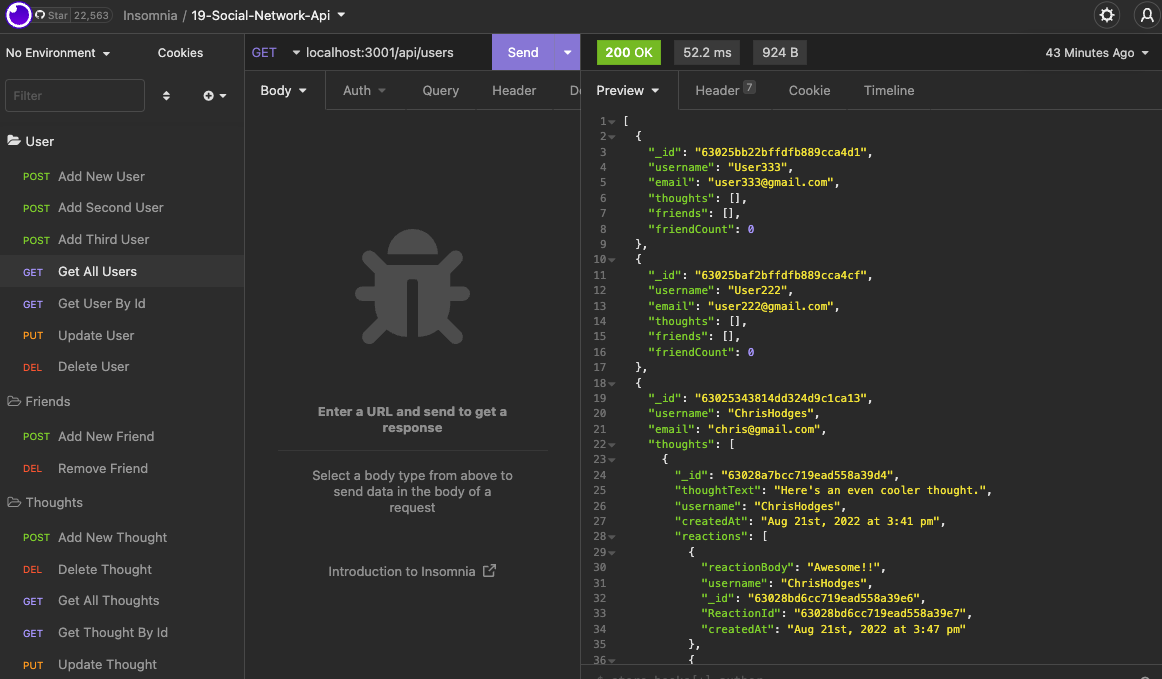 Star 22,563 Insomnia / 19-Social-Network-Api
No Environment Cookies
Filter
User
POST Add New User
POST Add Second User
POST Add Third User
GET Get All Users
GET Get User By Id
PUT Update User
DEL Delete User
Friends
POST Add New Friend
DEL Remove Friend
Thoughts
POST Add New Thought
DEL Delete Thought
GET Get All Thoughts
GET Get Thought By Id
PUT Update Thought
GET localhost:3001/api/users Send
Body Auth Query Header
Enter a URL and send to get a
response
Select a body type from above to
send data in the body of a
request
Introduction to Insomnia
200 OK 52.2 ms 924 B 43 Minutes Ago
Preview Header 7 Cookie Timeline
1 [
2 {
3 "_id": "63025bb22bffdfb889cca4d1",
4 "username": "User333",
5 "email": "user333@gmail.com",
6 "thoughts": [],
7 "friends": [],
8 "friendCount": 0
9 },
10 {
11 "_id": "63025baf2bffdfb889cca4cf",
12 "username": "User222",
13 "email": "user222@gmail.com",
14 "thoughts": [],
15 "friends": [],
16 "friendCount": 0
17 },
18 {
19 "_id": "63025343814dd324d9c1ca13",
20 "username": "ChrisHodges",
21 "email": "chris@gmail.com",
22 "thoughts": [
23 {
24 "_id": "63028a7bcc719ead558a39d4",
25 "thoughtText": "Here's an even cooler thought.",
26 "username": "ChrisHodges",
27 "createdAt": "Aug 21st, 2022 at 3:41 pm",
28 "reactions": [
29 {
30 "reactionBody": "Awesome!!",
31 "username": "ChrisHodges",
32 "_id": "63028bd6cc719ead558a39e6",
33 "ReactionId": "63028bd6cc719ead558a39e7",
34 "createdAt": "Aug 21st, 2022 at 3:47 pm"
35 },
36 {